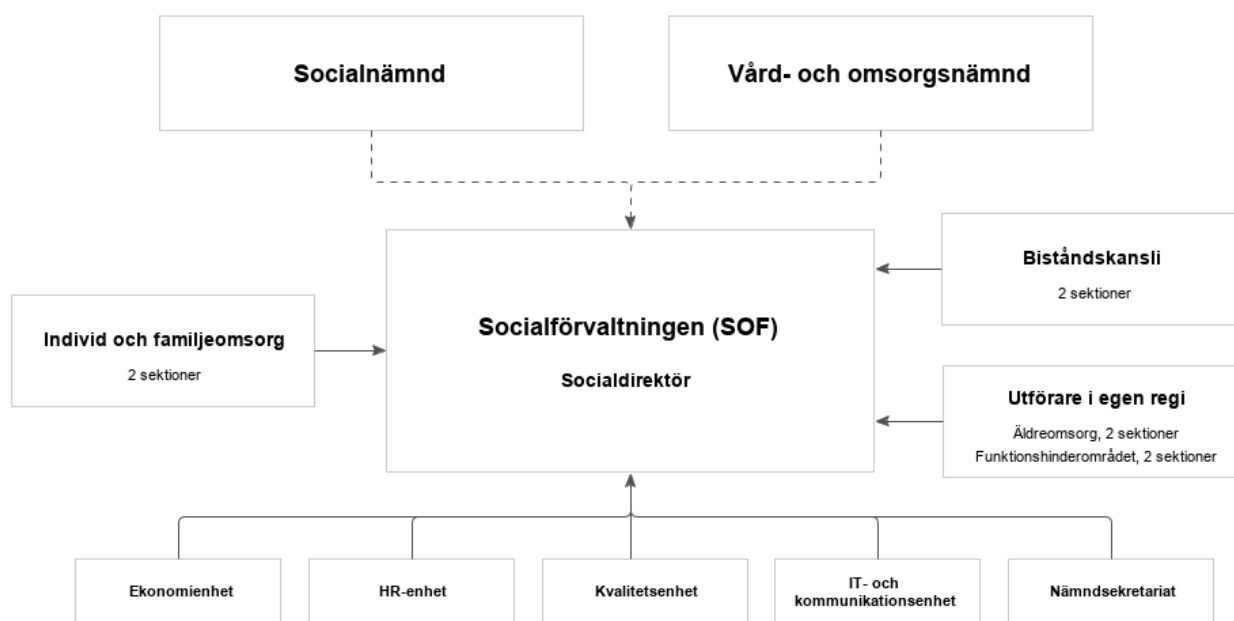 Socialnämnd
Vård- och omsorgsnämnd
Biståndskansli
2 sektioner
Individ och familjeomsorg
2 sektioner
Socialförvaltningen (SOF)
Socialdirektör
Utförare i egen regi
Äldreomsorg, 2 sektioner
Funktionshinderområdet, 2 sektioner
Ekonomienhet
HR-enhet
Kvalitetsenhet
IT- och
kommunikationsenhet
Nämndsekretariat